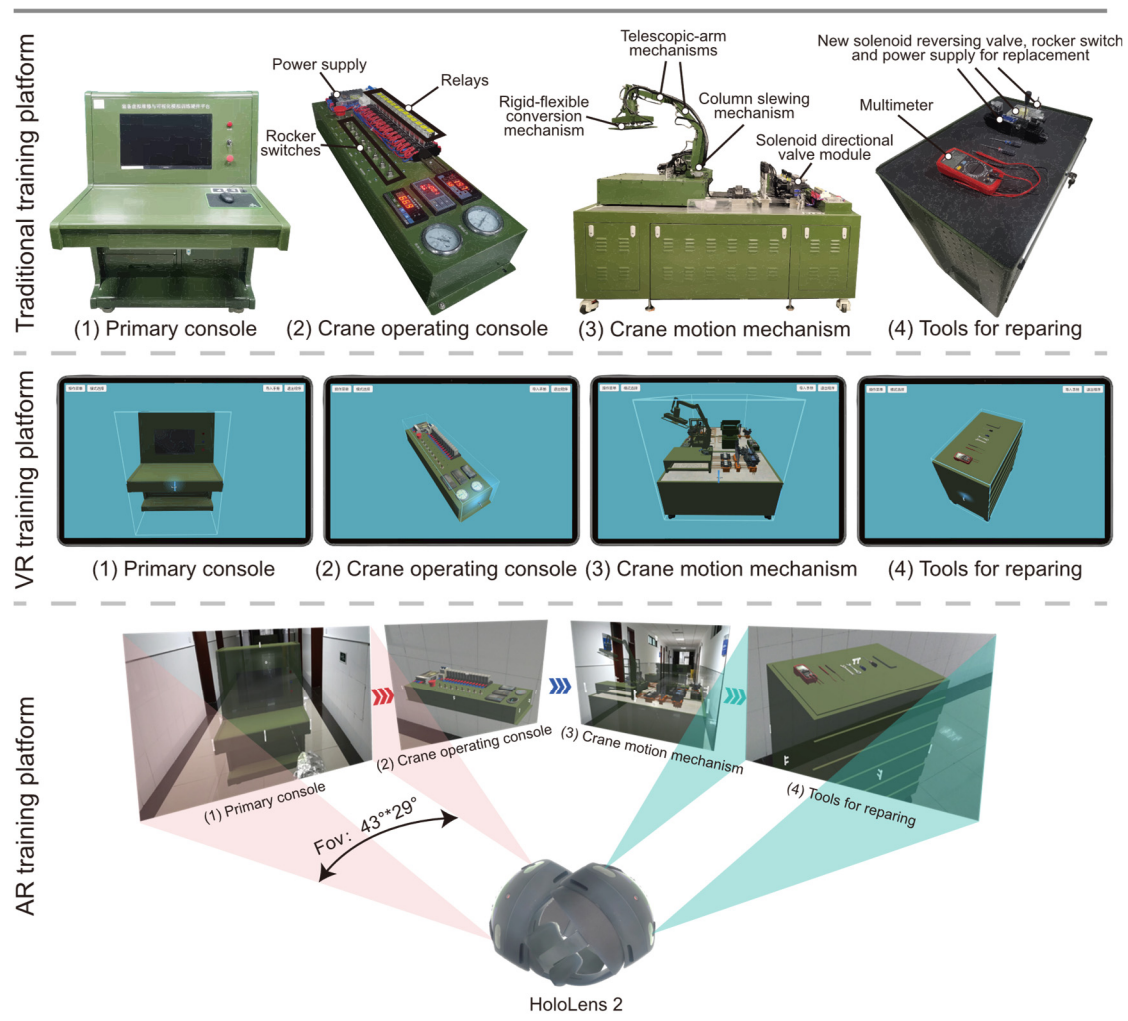 Traditional training platform
New solenoid reversing valve, rocker switch
and power supply for replacement
Telescopic-arm
mechanisms
Power supply
Relays
Rigid-flexible
conversion mechanism
Column slewing
mechanism
Multimeter
Rocker
switches
Solenoid directional
valve module
(1) Primary console
(2) Crane operating console
(3) Crane motion mechanism
(4) Tools for reparing
VR training platform
(1) Primary console
(2) Crane operating console
(3) Crane motion mechanism
(4) Tools for reparing
AR training platform
(1) Primary console
(2) Crane operating console
(3) Crane motion mechanism
(4) Tools for reparing
Fov: 43°*29°
HoloLens 2